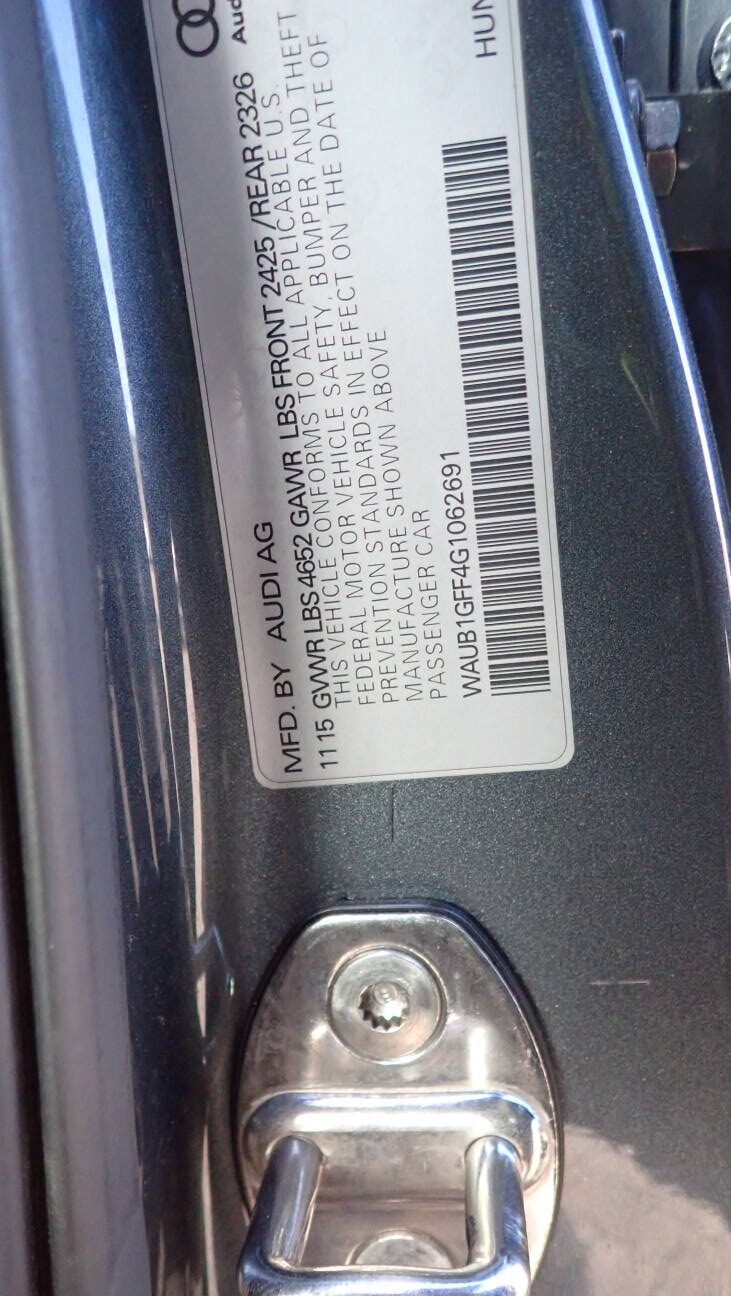 Aud
MFD. BY AUDI AG
11 15 GVWR LBS 4652 GAWR LBS FRONT 2425 / REAR 2326
THIS VEHICLE CONFORMS TO ALL APPLICABLE U.S.
FEDERAL MOTOR VEHICLE SAFETY, BUMPER AND THEFT
PREVENTION STANDARDS IN EFFECT ON THE DATE OF
MANUFACTURE SHOWN ABOVE
PASSENGER CAR
WAUB1GFF4G1062691
HUN